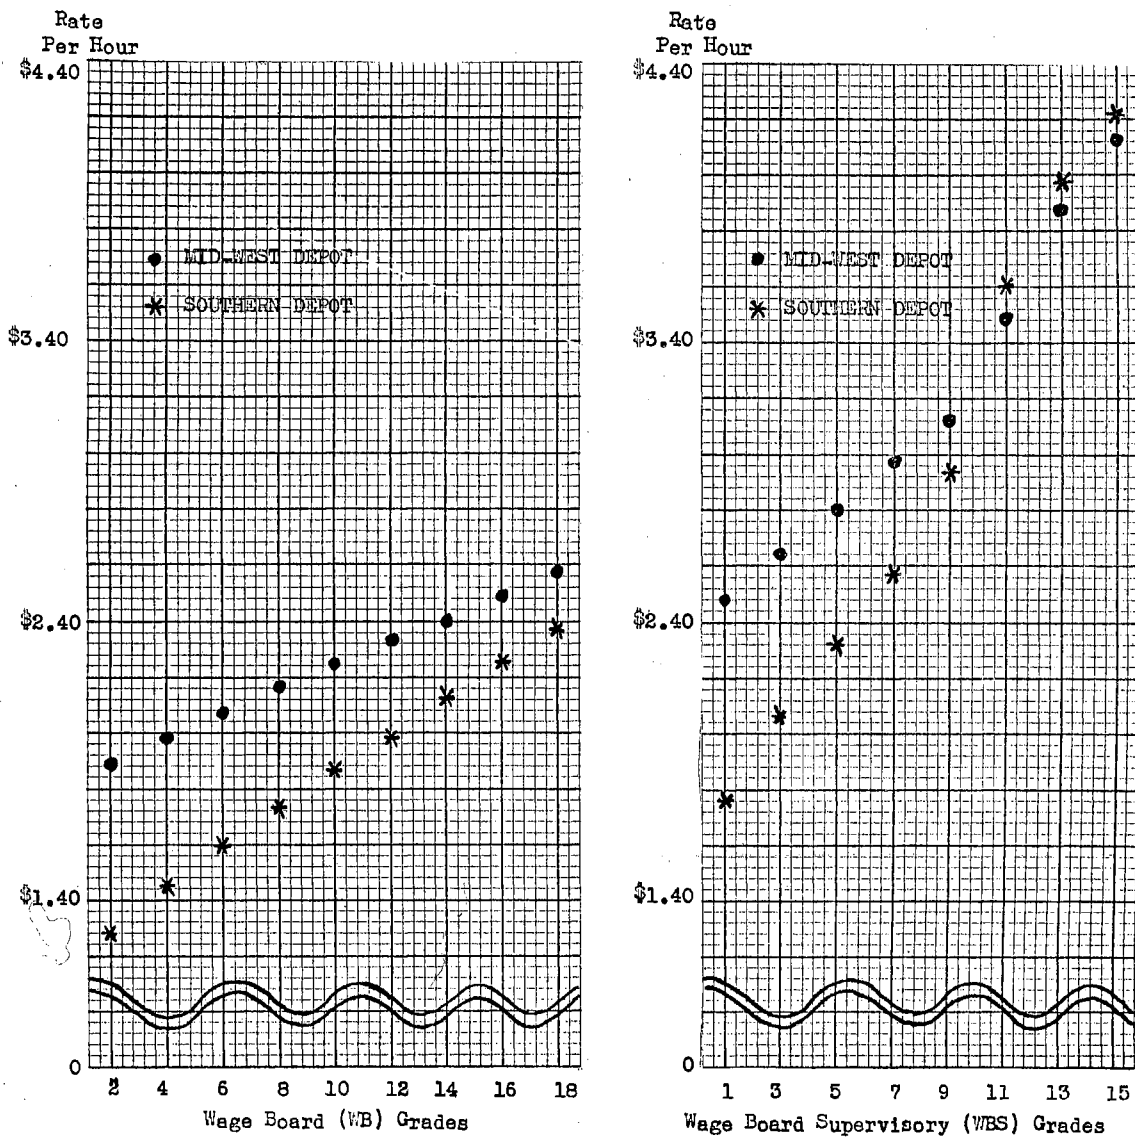 Rate
Per Hour
$4.40
MID-WEST DEPOT
SOUTHERN DEPOT
$3.40
$2.40
$1.40
0
2 4 6 8 10 12 14 16 18
Wage Board (WB) Grades
Rate
Per Hour
$4.40
MID-WEST DEPOT
SOUTHERN DEPOT
$3.40
$2.40
$1.40
0
1 3 5 7 9 11 13 15
Wage Board Supervisory (WBS) Grades